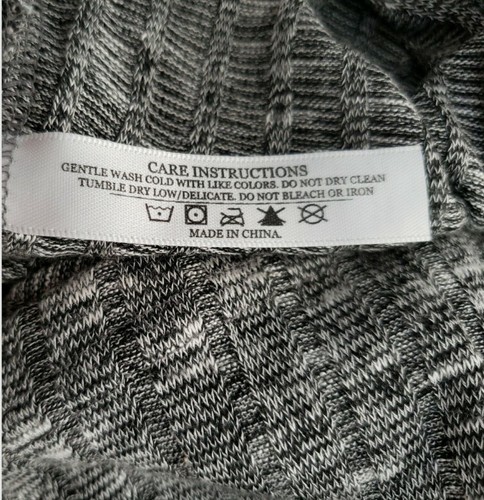 CARE INSTRUCTIONS
GENTLE WASH COLD WITH LIKE COLORS. DO NOT DRY CLEAN
TUMBLE DRY LOW/DELICATE. DO NOT BLEACH OR IRON
MADE IN CHINA.